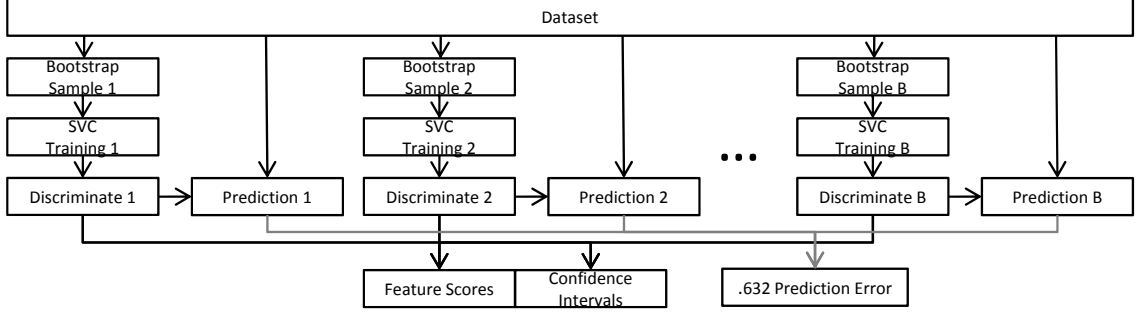 Dataset
Bootstrap
Sample 1
Bootstrap
Sample 2
Bootstrap
Sample B
SVC
Training 1
SVC
Training 2
SVC
Training B
...
Discriminate 1
Prediction 1
Discriminate 2
Prediction 2
Discriminate B
Prediction B
Feature Scores
Confidence
Intervals
.632 Prediction Error